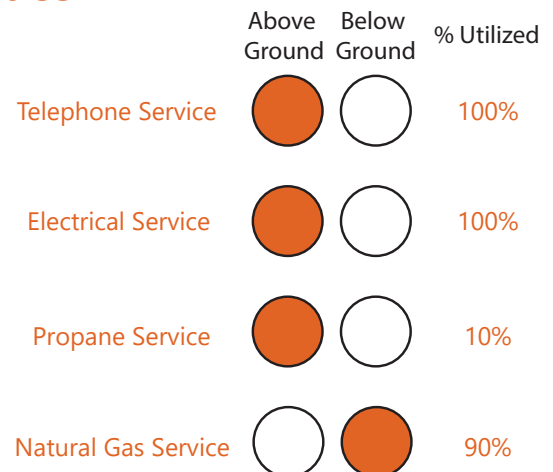 Above Ground
Below Ground
% Utilized
Telephone Service 100%
Electrical Service 100%
Propane Service 10%
Natural Gas Service 90%